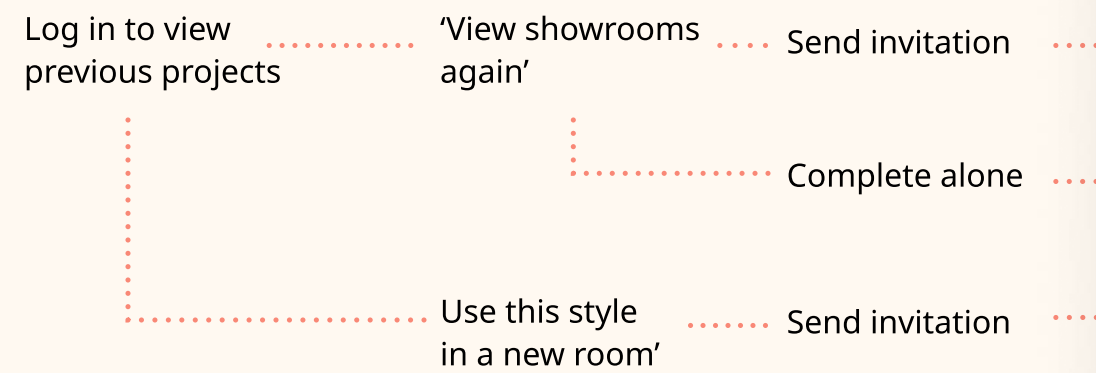 Log in to view
previous projects
‘View showrooms
again’
Send invitation
Complete alone
Use this style
in a new room’
Send invitation